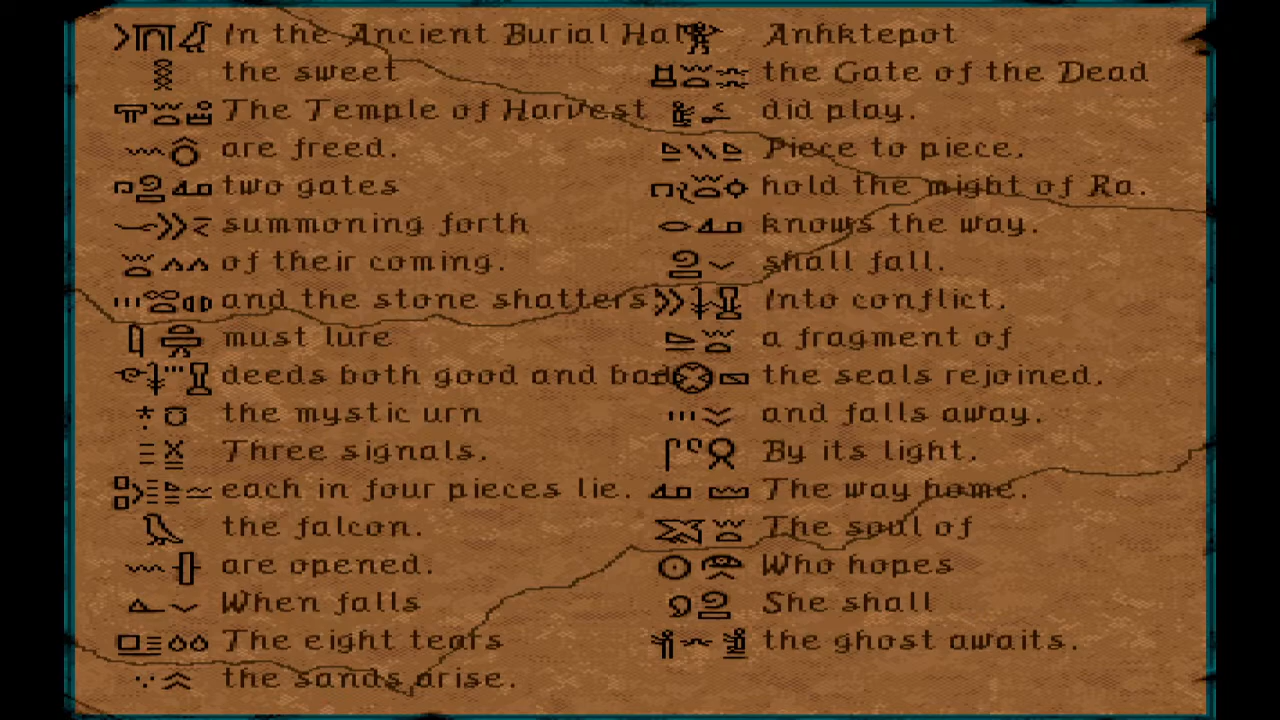 In the Ancient Burial Hal
the sweet
The Temple of Harvest
are freed.
two gates
summoning forth
of their coming.
and the stone shatters
must lure
deeds both good and bad
the mystic urn
Three signals.
each in four pieces lie.
the falcon.
are opened.
When falls
The eight tears
the sands arise.
Anhktepot
the Gate of the Dead
did play.
Piece to piece.
hold the might of Ra.
knows the way.
shall fall.
Into conflict.
a fragment of
the seals rejoined.
and falls away.
By its light.
The way home.
The soul of
Who hopes
She shall
the ghost awaits.